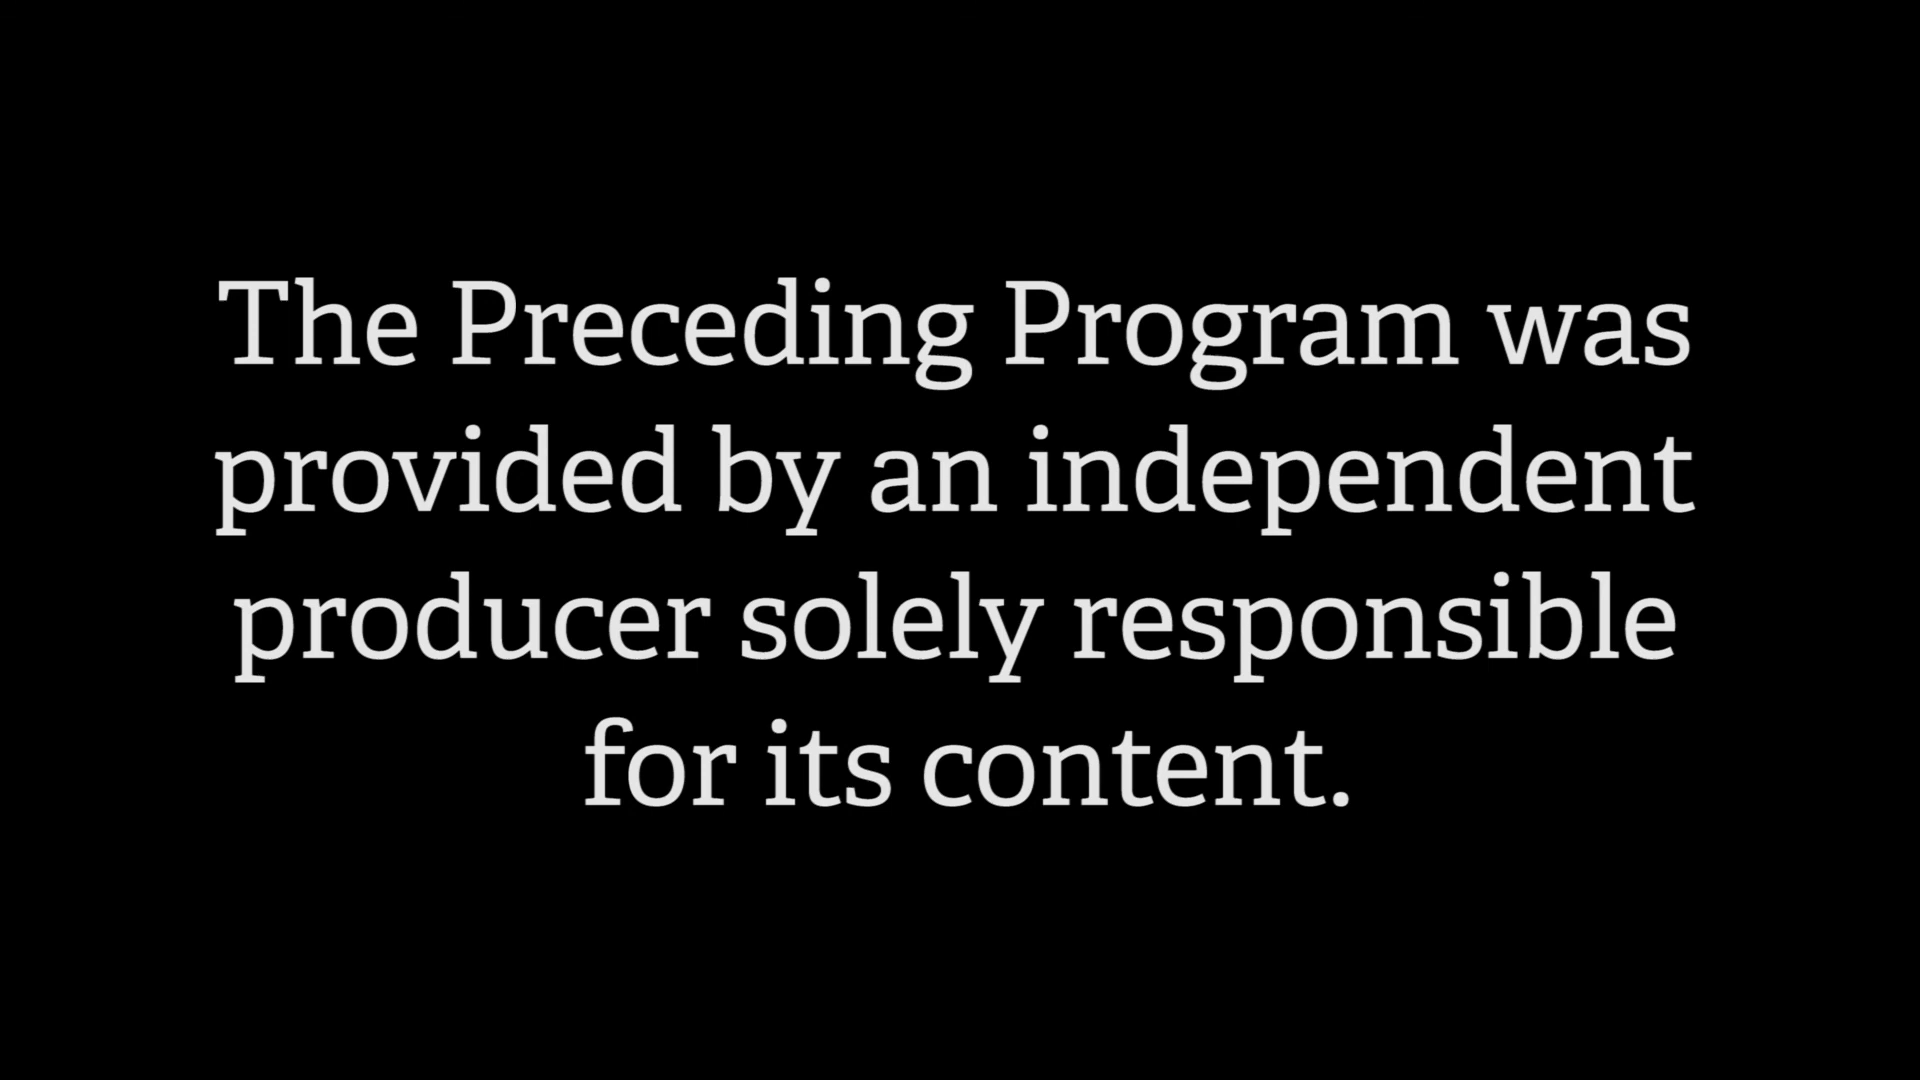 The Preceding Program was
provided by an independent
producer solely responsible
for its content.